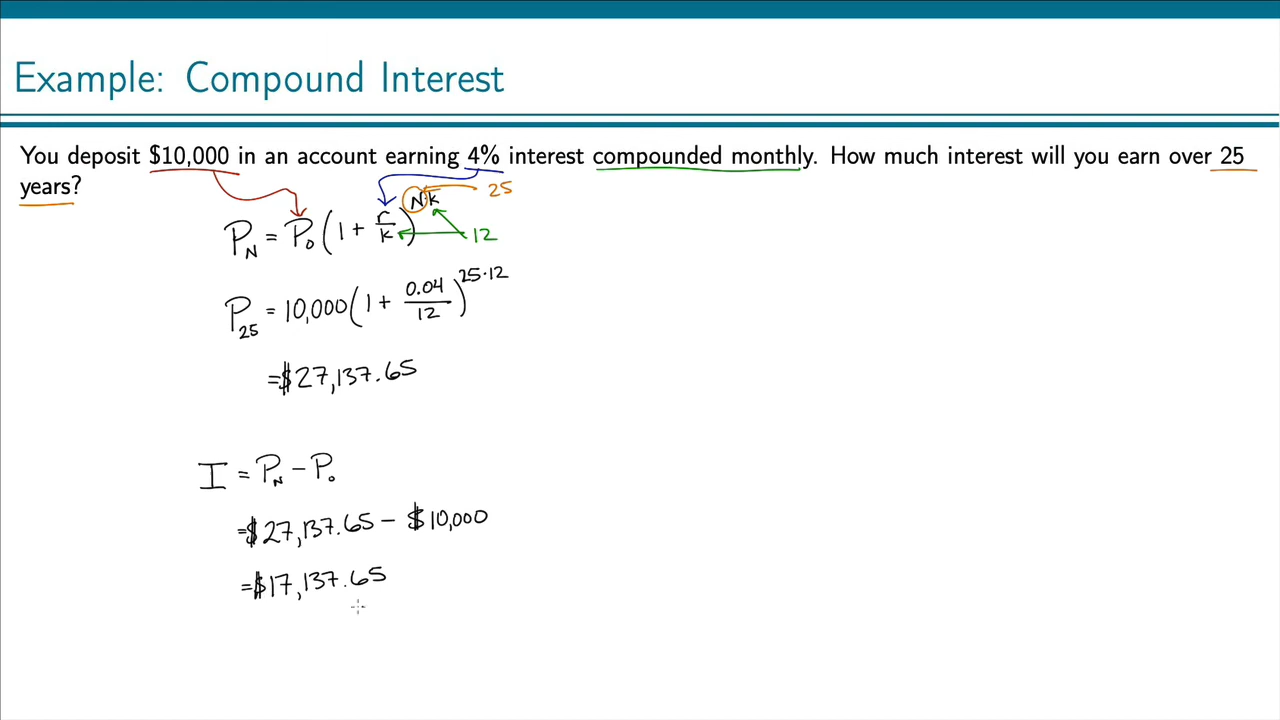 Example: Compound Interest
You deposit $10,000 in an account earning 4% interest compounded monthly. How much interest will you earn over 25
years?
P_N = P_0 (1 + r/k)^(N·k) 25
12
P_25 = 10,000 (1 + 0.04/12)^(25·12)
= $27,137.65
I = P_N − P_0
= $27,137.65 − $10,000
= $17,137.65